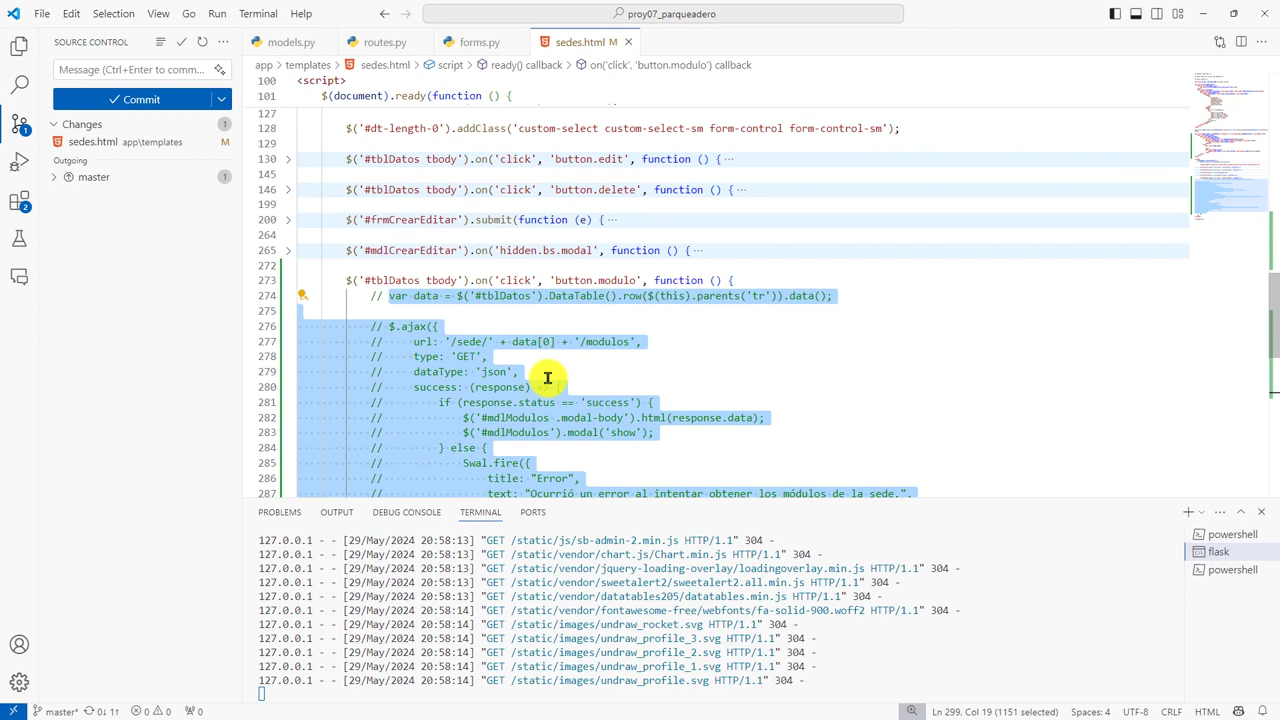 File Edit Selection View Go Run Terminal Help
proy07_parqueadero
SOURCE CONTROL
models.py routes.py forms.py sedes.html M
app > templates > sedes.html > script > ready() callback > on('click', 'button.modulo') callback
Message (Ctrl+Enter to comm...
Commit
Changes 1
sedes.html app\templates M
Outgoing
master 1
1
2
100 <script>
101 function
127
128 $('#dt-length').addClass('custom-select custom-select-sm form-control form-control-sm');
130 button.edit', function () { ···
146 button.delete', function () { ···
200 $('#frmCrearEditar').submit(function (e) { ···
264
265 $('#mdlCrearEditar').on('hidden.bs.modal', function () { ···
272
273 $('#tblDatos tbody').on('click', 'button.modulo', function () {
274 // var data = $('#tblDatos').DataTable().row($(this).parents('tr')).data();
275
276 // $.ajax({
277 // url: '/sede/' + data[0] + '/modulos',
278 // type: 'GET',
279 // dataType: 'json',
280 // success: (response)
281 // if (response.status == 'success') {
282 // $('#mdlModulos .modal-body').html(response.data);
283 // $('#mdlModulos').modal('show');
284 // } else {
285 // Swal.fire({
286 // title: "Error",
287 // text: "Ocurrió un error al intentar obtener los módulos de la sede.",
PROBLEMS OUTPUT DEBUG CONSOLE TERMINAL PORTS
127.0.0.1 - - [29/May/2024 20:58:13] "GET /static/js/sb-admin-2.min.js HTTP/1.1" 304 -
127.0.0.1 - - [29/May/2024 20:58:13] "GET /static/vendor/chart.js/Chart.min.js HTTP/1.1" 304 -
127.0.0.1 - - [29/May/2024 20:58:13] "GET /static/vendor/jquery-loading-overlay/loadingoverlay.min.js HTTP/1.1" 304 -
127.0.0.1 - - [29/May/2024 20:58:13] "GET /static/vendor/sweetalert2/sweetalert2.all.min.js HTTP/1.1" 304 -
127.0.0.1 - - [29/May/2024 20:58:13] "GET /static/vendor/datatables205/datatables.min.js HTTP/1.1" 304 -
127.0.0.1 - - [29/May/2024 20:58:14] "GET /static/vendor/fontawesome-free/webfonts/fa-solid-900.woff2 HTTP/1.1" 304 -
127.0.0.1 - - [29/May/2024 20:58:14] "GET /static/images/undraw_rocket.svg HTTP/1.1" 304 -
127.0.0.1 - - [29/May/2024 20:58:14] "GET /static/images/undraw_profile_3.svg HTTP/1.1" 304 -
127.0.0.1 - - [29/May/2024 20:58:14] "GET /static/images/undraw_profile_2.svg HTTP/1.1" 304 -
127.0.0.1 - - [29/May/2024 20:58:14] "GET /static/images/undraw_profile_1.svg HTTP/1.1" 304 -
127.0.0.1 - - [29/May/2024 20:58:14] "GET /static/images/undraw_profile.svg HTTP/1.1" 304 -
powershell
flask
powershell
master* 0↓ 1↑ 0 0 0 Ln 299, Col 19 (1151 selected) Spaces: 4 UTF-8 CRLF HTML